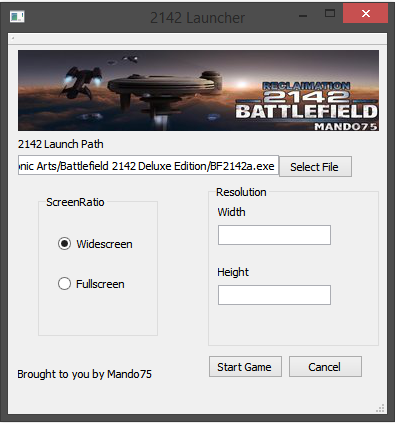 2142 Launcher
RECLAIMATION
2142
BATTLEFIELD
MANDO75
2142 Launch Path
onic Arts/Battlefield 2142 Deluxe Edition/BF2142a.exe
Select File
ScreenRatio
Widescreen
Fullscreen
Resolution
Width
Height
Start Game
Cancel
Brought to you by Mando75